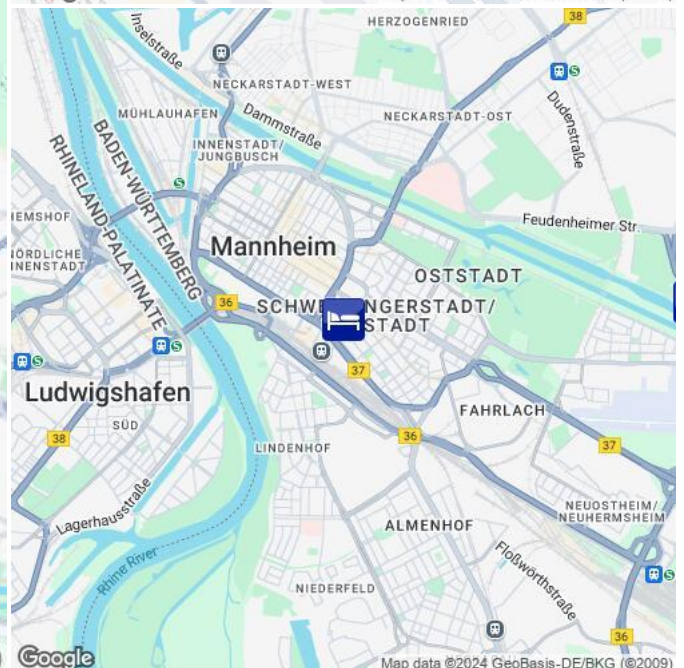 HERZOGENRIED
38
Inselstraße
NECKARSTADT-WEST
S
Dudenstraße
MÜHLAUHAFEN
Dammstraße
NECKARSTADT-OST
INNENSTADT/
JUNGBUSCH
RHINELAND-PALATINATE
BADEN-WÜRTTEMBERG
S
HEMSHOF
Feudenheimer Str.
NÖRDLICHE
INNENSTADT
Mannheim
OSTSTADT
36
NGERSTADT/
STADT
S
S
37
Ludwigshafen
SÜD
FAHRLACH
38
36
37
LINDENHOF
Lagerhausstraße
NEUOSTHEIM/
NEUHERMSHEIM
ALMENHOF
Floßwörthstraße
Rhine River
S
NIEDERFELD
36
Google
Map data ©2024 GeoBasis-DE/BKG (©2009)